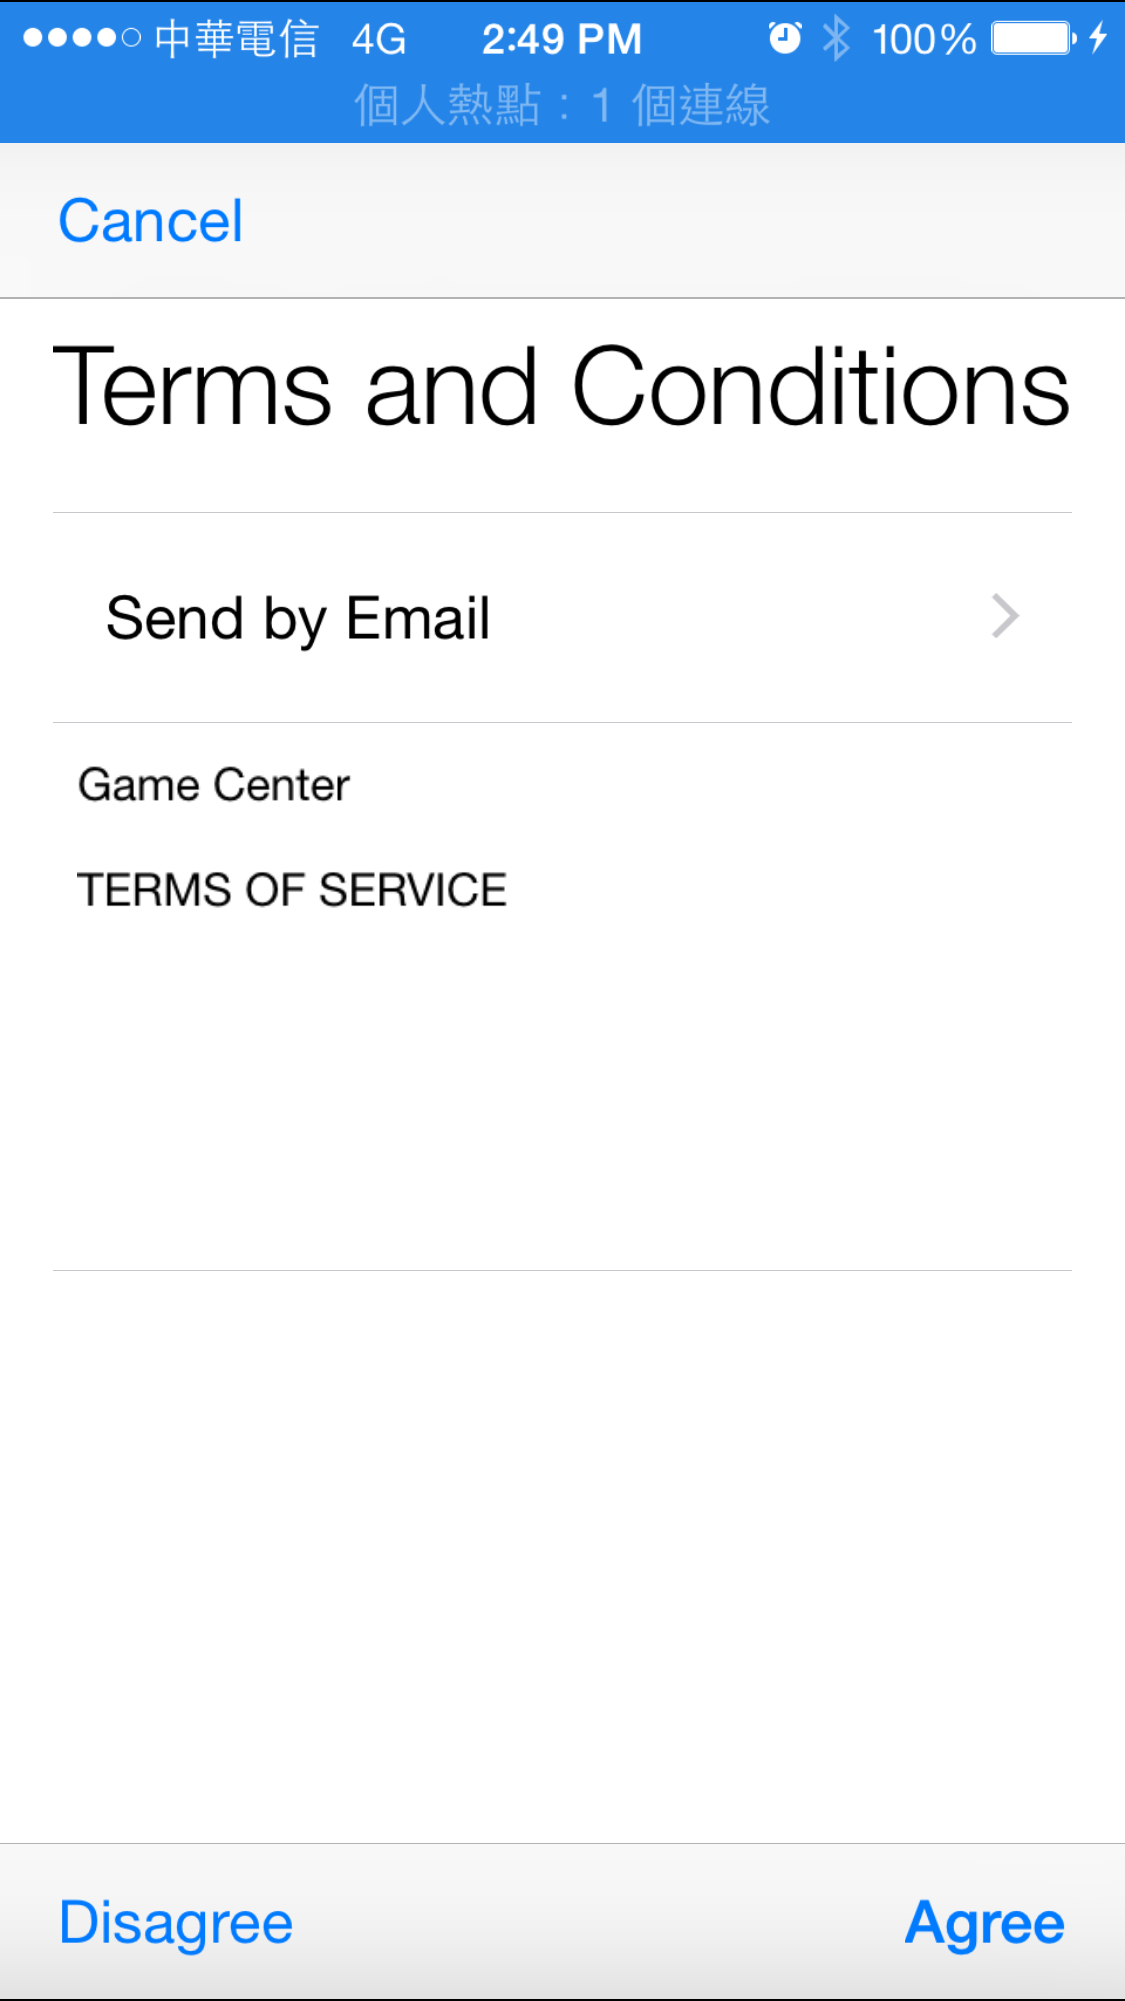 中華電信 4G 2:49 PM 100%
個人熱點：1 個連線
Cancel
Terms and Conditions
Send by Email
Game Center
TERMS OF SERVICE
Disagree Agree